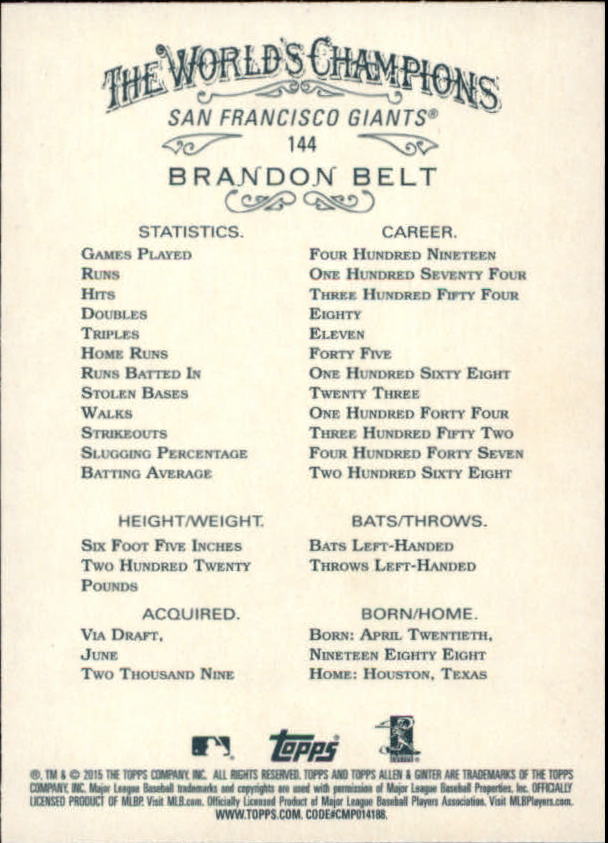 THE WORLD'S CHAMPIONS
SAN FRANCISCO GIANTS®
144
BRANDON BELT
STATISTICS. CAREER.
GAMES PLAYED FOUR HUNDRED NINETEEN
RUNS ONE HUNDRED SEVENTY FOUR
HITS THREE HUNDRED FIFTY FOUR
DOUBLES EIGHTY
TRIPLES ELEVEN
HOME RUNS FORTY FIVE
RUNS BATTED IN ONE HUNDRED SIXTY EIGHT
STOLEN BASES TWENTY THREE
WALKS ONE HUNDRED FORTY FOUR
STRIKEOUTS THREE HUNDRED FIFTY TWO
SLUGGING PERCENTAGE FOUR HUNDRED FORTY SEVEN
BATTING AVERAGE TWO HUNDRED SIXTY EIGHT
HEIGHT/WEIGHT. BATS/THROWS.
SIX FOOT FIVE INCHES BATS LEFT-HANDED
TWO HUNDRED TWENTY THROWS LEFT-HANDED
POUNDS
ACQUIRED. BORN/HOME.
VIA DRAFT, BORN: APRIL TWENTIETH,
JUNE NINETEEN EIGHTY EIGHT
TWO THOUSAND NINE HOME: HOUSTON, TEXAS
Topps
®, TM & © 2015 THE TOPPS COMPANY, INC. ALL RIGHTS RESERVED. TOPPS AND TOPPS ALLEN & GINTER ARE TRADEMARKS OF THE TOPPS
COMPANY, INC. Major League Baseball trademarks and copyrights are used with permission of Major League Baseball Properties, Inc. OFFICIALLY
LICENSED PRODUCT OF MLBP. Visit MLB.com. Officially Licensed Product of Major League Baseball Players Association. Visit MLBPlayers.com.
WWW.TOPPS.COM. CODE#CMP014188.